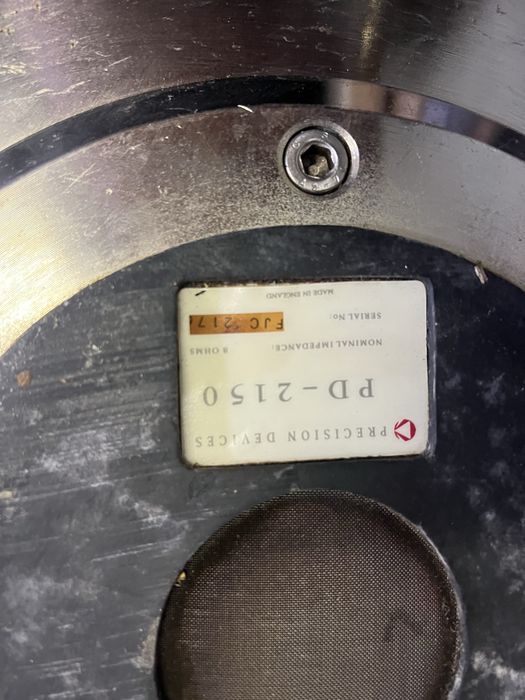 PRECISION DEVICES
PD-2150
NOMINAL IMPEDANCE: 8 OHMS
SERIAL No: FJC 217
MADE IN ENGLAND